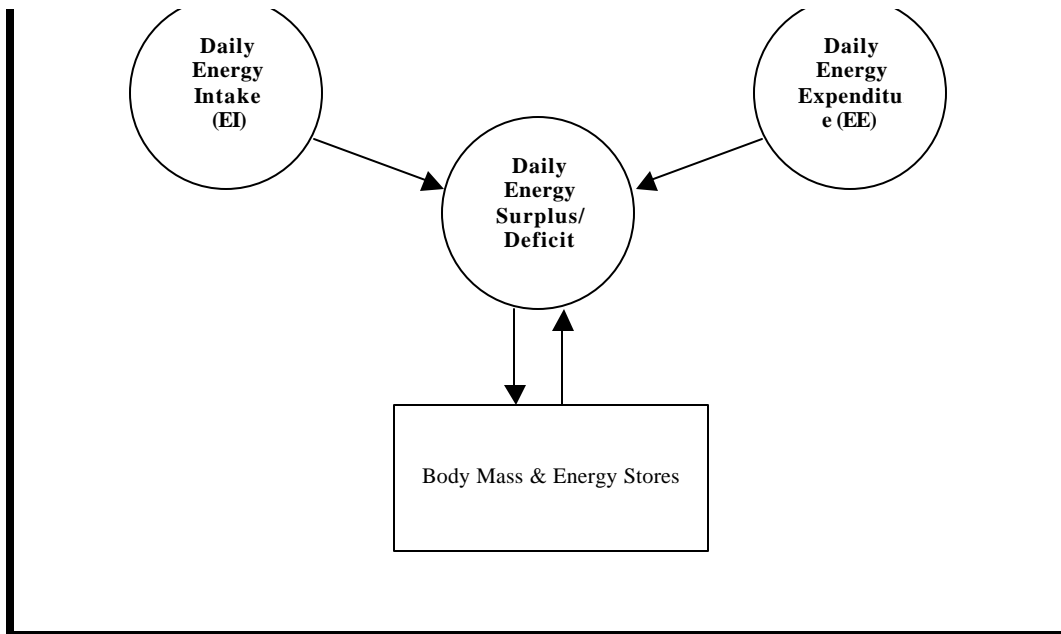 Daily
Energy
Intake
(EI)
Daily
Energy
Expenditu
e (EE)
Daily
Energy
Surplus/
Deficit
Body Mass & Energy Stores